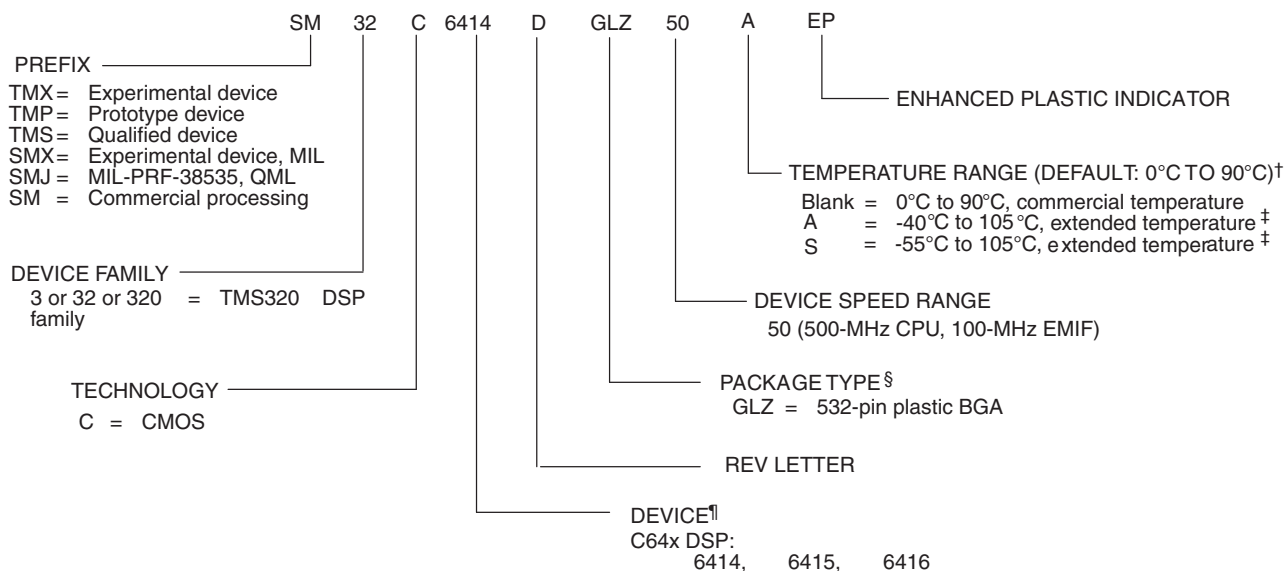 SM 32 C 6414 D GLZ 50 A EP
PREFIX
TMX = Experimental device
TMP = Prototype device
TMS = Qualified device
SMX = Experimental device, MIL
SMJ = MIL-PRF-38535, QML
SM = Commercial processing
ENHANCED PLASTIC INDICATOR
TEMPERATURE RANGE (DEFAULT: 0°C TO 90°C)†
Blank = 0°C to 90°C, commercial temperature
A = -40°C to 105°C, extended temperature ‡
S = -55°C to 105°C, extended temperature ‡
DEVICE FAMILY
3 or 32 or 320 = TMS320 DSP
family
DEVICE SPEED RANGE
50 (500-MHz CPU, 100-MHz EMIF)
TECHNOLOGY
C = CMOS
PACKAGE TYPE §
GLZ = 532-pin plastic BGA
REV LETTER
DEVICE¶
C64x DSP:
6414, 6415, 6416